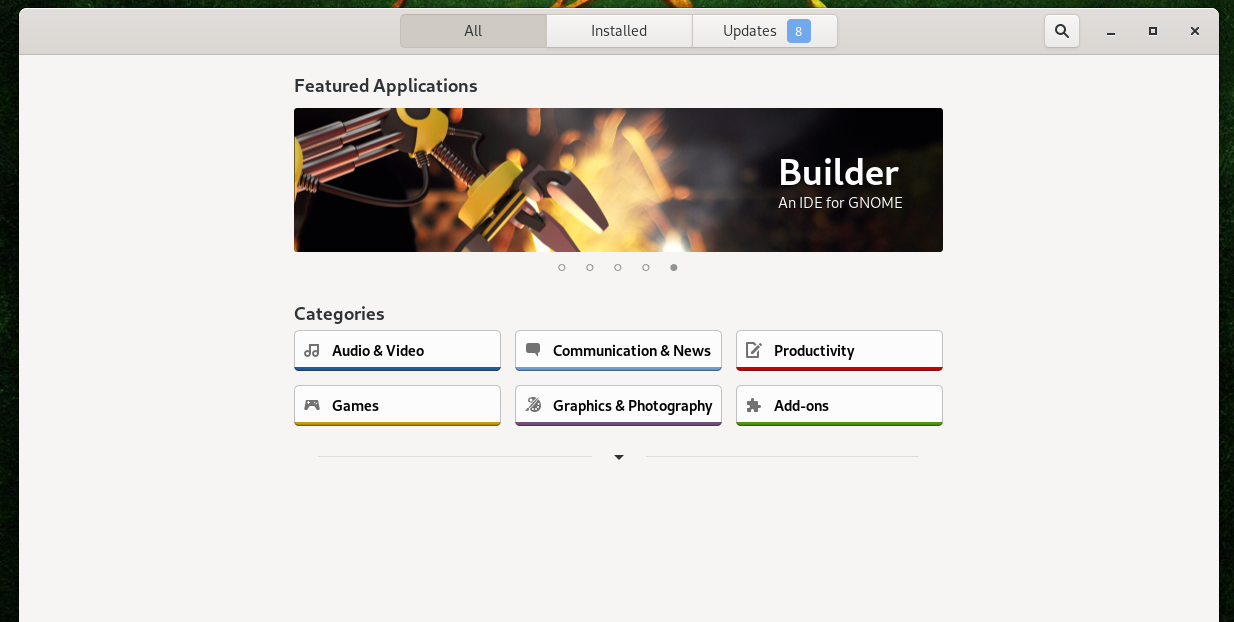 All
Installed
Updates 8
Featured Applications
Builder
An IDE for GNOME
Categories
Audio & Video
Communication & News
Productivity
Games
Graphics & Photography
Add-ons